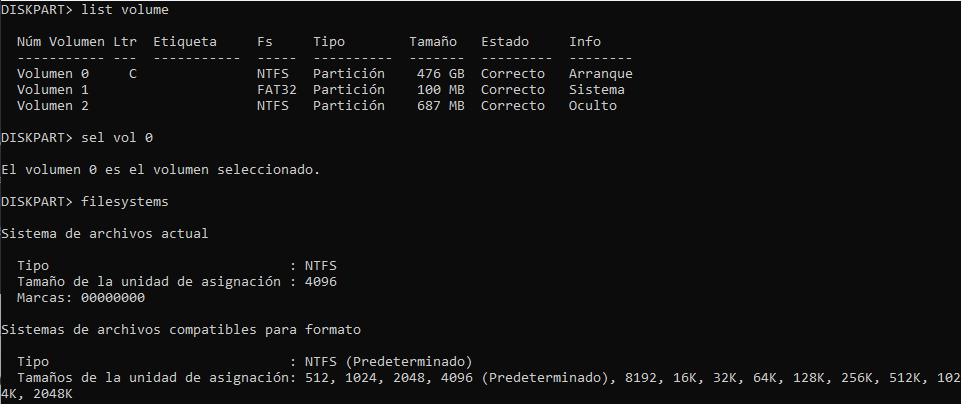 DISKPART> list volume
Núm Volumen Ltr Etiqueta Fs Tipo Tamaño Estado Info
----------- --- ----------- ----- ---------- ------- --------- --------
Volumen 0 C NTFS Partición 476 GB Correcto Arranque
Volumen 1 FAT32 Partición 100 MB Correcto Sistema
Volumen 2 NTFS Partición 687 MB Correcto Oculto
DISKPART> sel vol 0
El volumen 0 es el volumen seleccionado.
DISKPART> filesystems
Sistema de archivos actual
Tipo : NTFS
Tamaño de la unidad de asignación : 4096
Marcas: 00000000
Sistemas de archivos compatibles para formato
Tipo : NTFS (Predeterminado)
Tamaños de la unidad de asignación: 512, 1024, 2048, 4096 (Predeterminado), 8192, 16K, 32K, 64K, 128K, 256K, 512K, 102
4K, 2048K